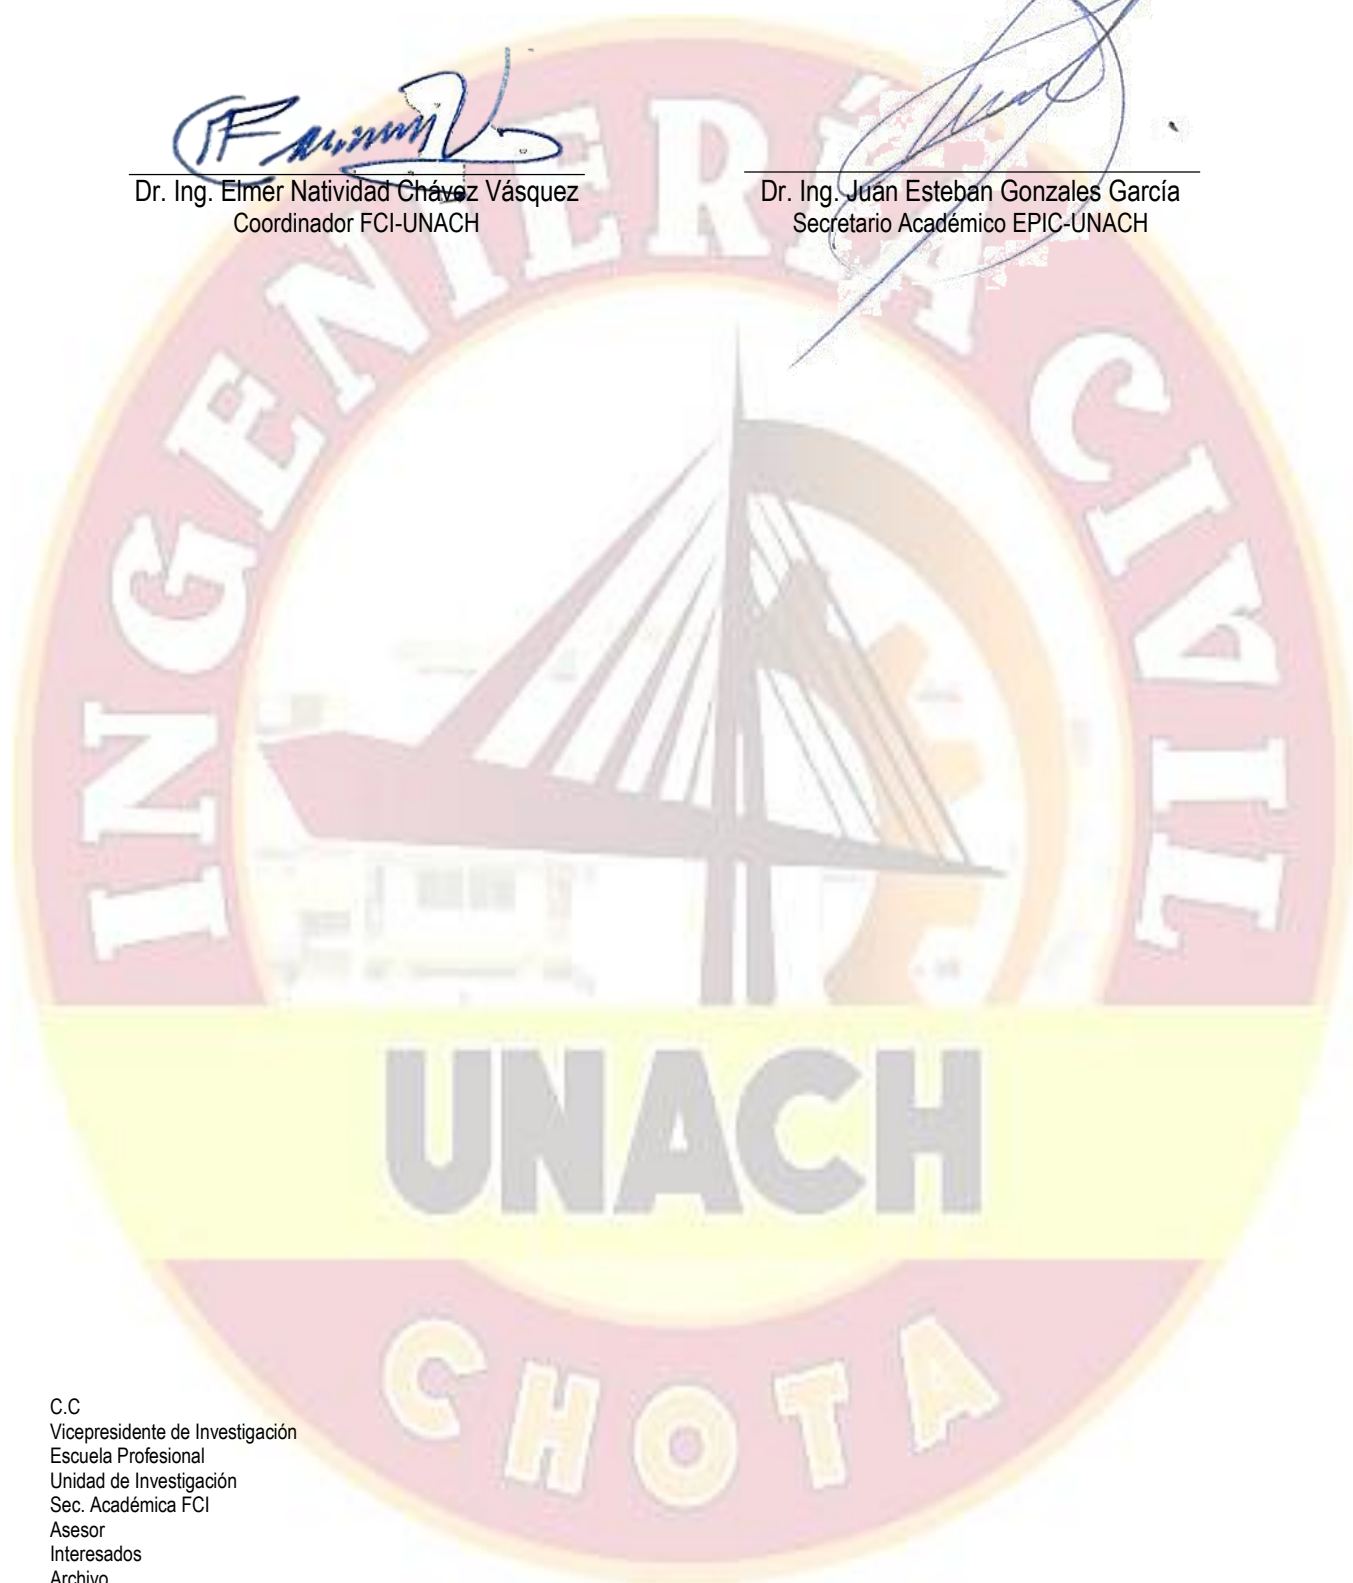 Dr. Ing. Elmer Natividad Chávez Vásquez
Coordinador FCI-UNACH
Dr. Ing. Juan Esteban Gonzales García
Secretario Académico EPIC-UNACH
INGENIERÍA CIVIL
UNACH
CHOTA
C.C
Vicepresidente de Investigación
Escuela Profesional
Unidad de Investigación
Sec. Académica FCI
Asesor
Interesados
Archivo